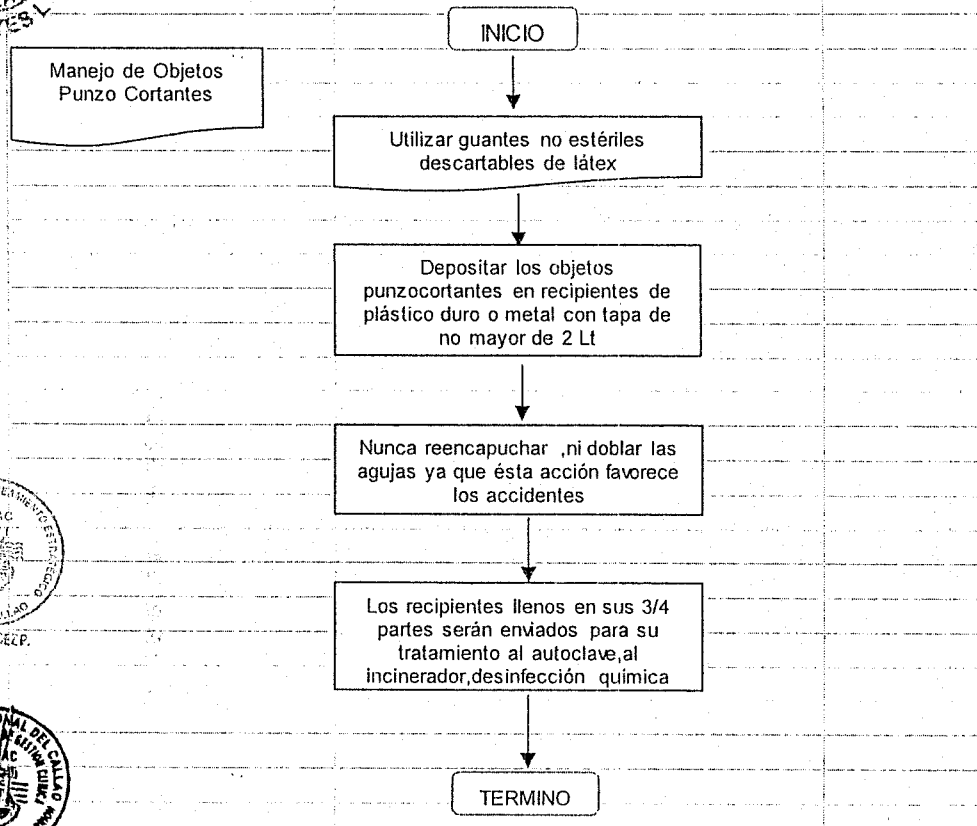 INICIO
Manejo de Objetos
Punzo Cortantes
Utilizar guantes no estériles
descartables de látex
Depositar los objetos
punzocortantes en recipientes de
plástico duro o metal con tapa de
no mayor de 2 Lt
Nunca reencapuchar ,ni doblar las
agujas ya que ésta acción favorece
los accidentes
Los recipientes llenos en sus 3/4
partes serán enviados para su
tratamiento al autoclave,al
incinerador,desinfección química
TERMINO
DEL CALLAO